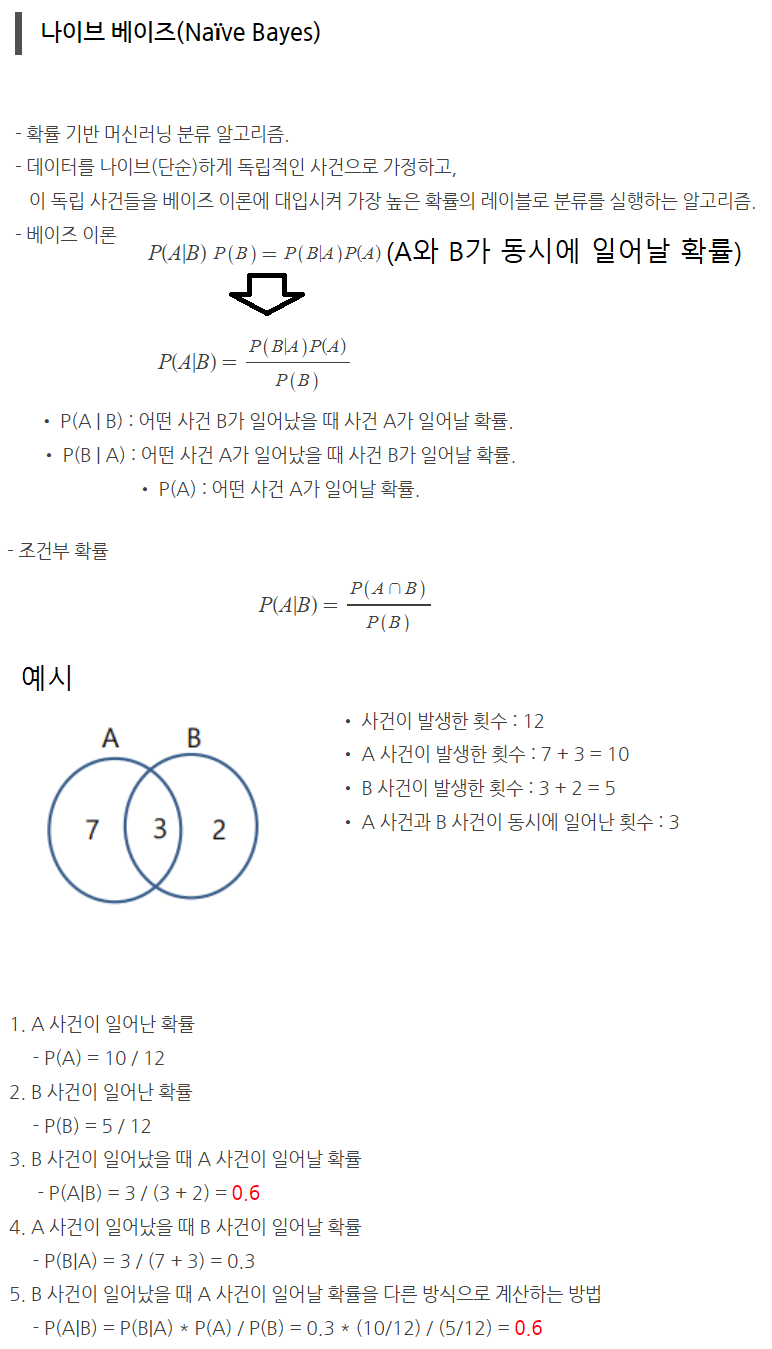 나이브 베이즈(Naïve Bayes)
- 확률 기반 머신러닝 분류 알고리즘.
- 데이터를 나이브(단순)하게 독립적인 사건으로 가정하고,
이 독립 사건들을 베이즈 이론에 대입시켜 가장 높은 확률의 레이블로 분류를 실행하는 알고리즘.
- 베이즈 이론
P(A|B) P(B) = P(B|A)P(A) (A와 B가 동시에 일어날 확률)
P(A|B) = P(B|A)P(A) / P(B)
• P(A | B) : 어떤 사건 B가 일어났을 때 사건 A가 일어날 확률.
• P(B | A) : 어떤 사건 A가 일어났을 때 사건 B가 일어날 확률.
• P(A) : 어떤 사건 A가 일어날 확률.
- 조건부 확률
P(A|B) = P(A∩B) / P(B)
예시
A B
7 3 2
• 사건이 발생한 횟수 : 12
• A 사건이 발생한 횟수 : 7 + 3 = 10
• B 사건이 발생한 횟수 : 3 + 2 = 5
• A 사건과 B 사건이 동시에 일어난 횟수 : 3
1. A 사건이 일어난 확률
- P(A) = 10 / 12
2. B 사건이 일어난 확률
- P(B) = 5 / 12
3. B 사건이 일어났을 때 A 사건이 일어날 확률
- P(A|B) = 3 / (3 + 2) = 0.6
4. A 사건이 일어났을 때 B 사건이 일어날 확률
- P(B|A) = 3 / (7 + 3) = 0.3
5. B 사건이 일어났을 때 A 사건이 일어날 확률을 다른 방식으로 계산하는 방법
- P(A|B) = P(B|A) * P(A) / P(B) = 0.3 * (10/12) / (5/12) = 0.6